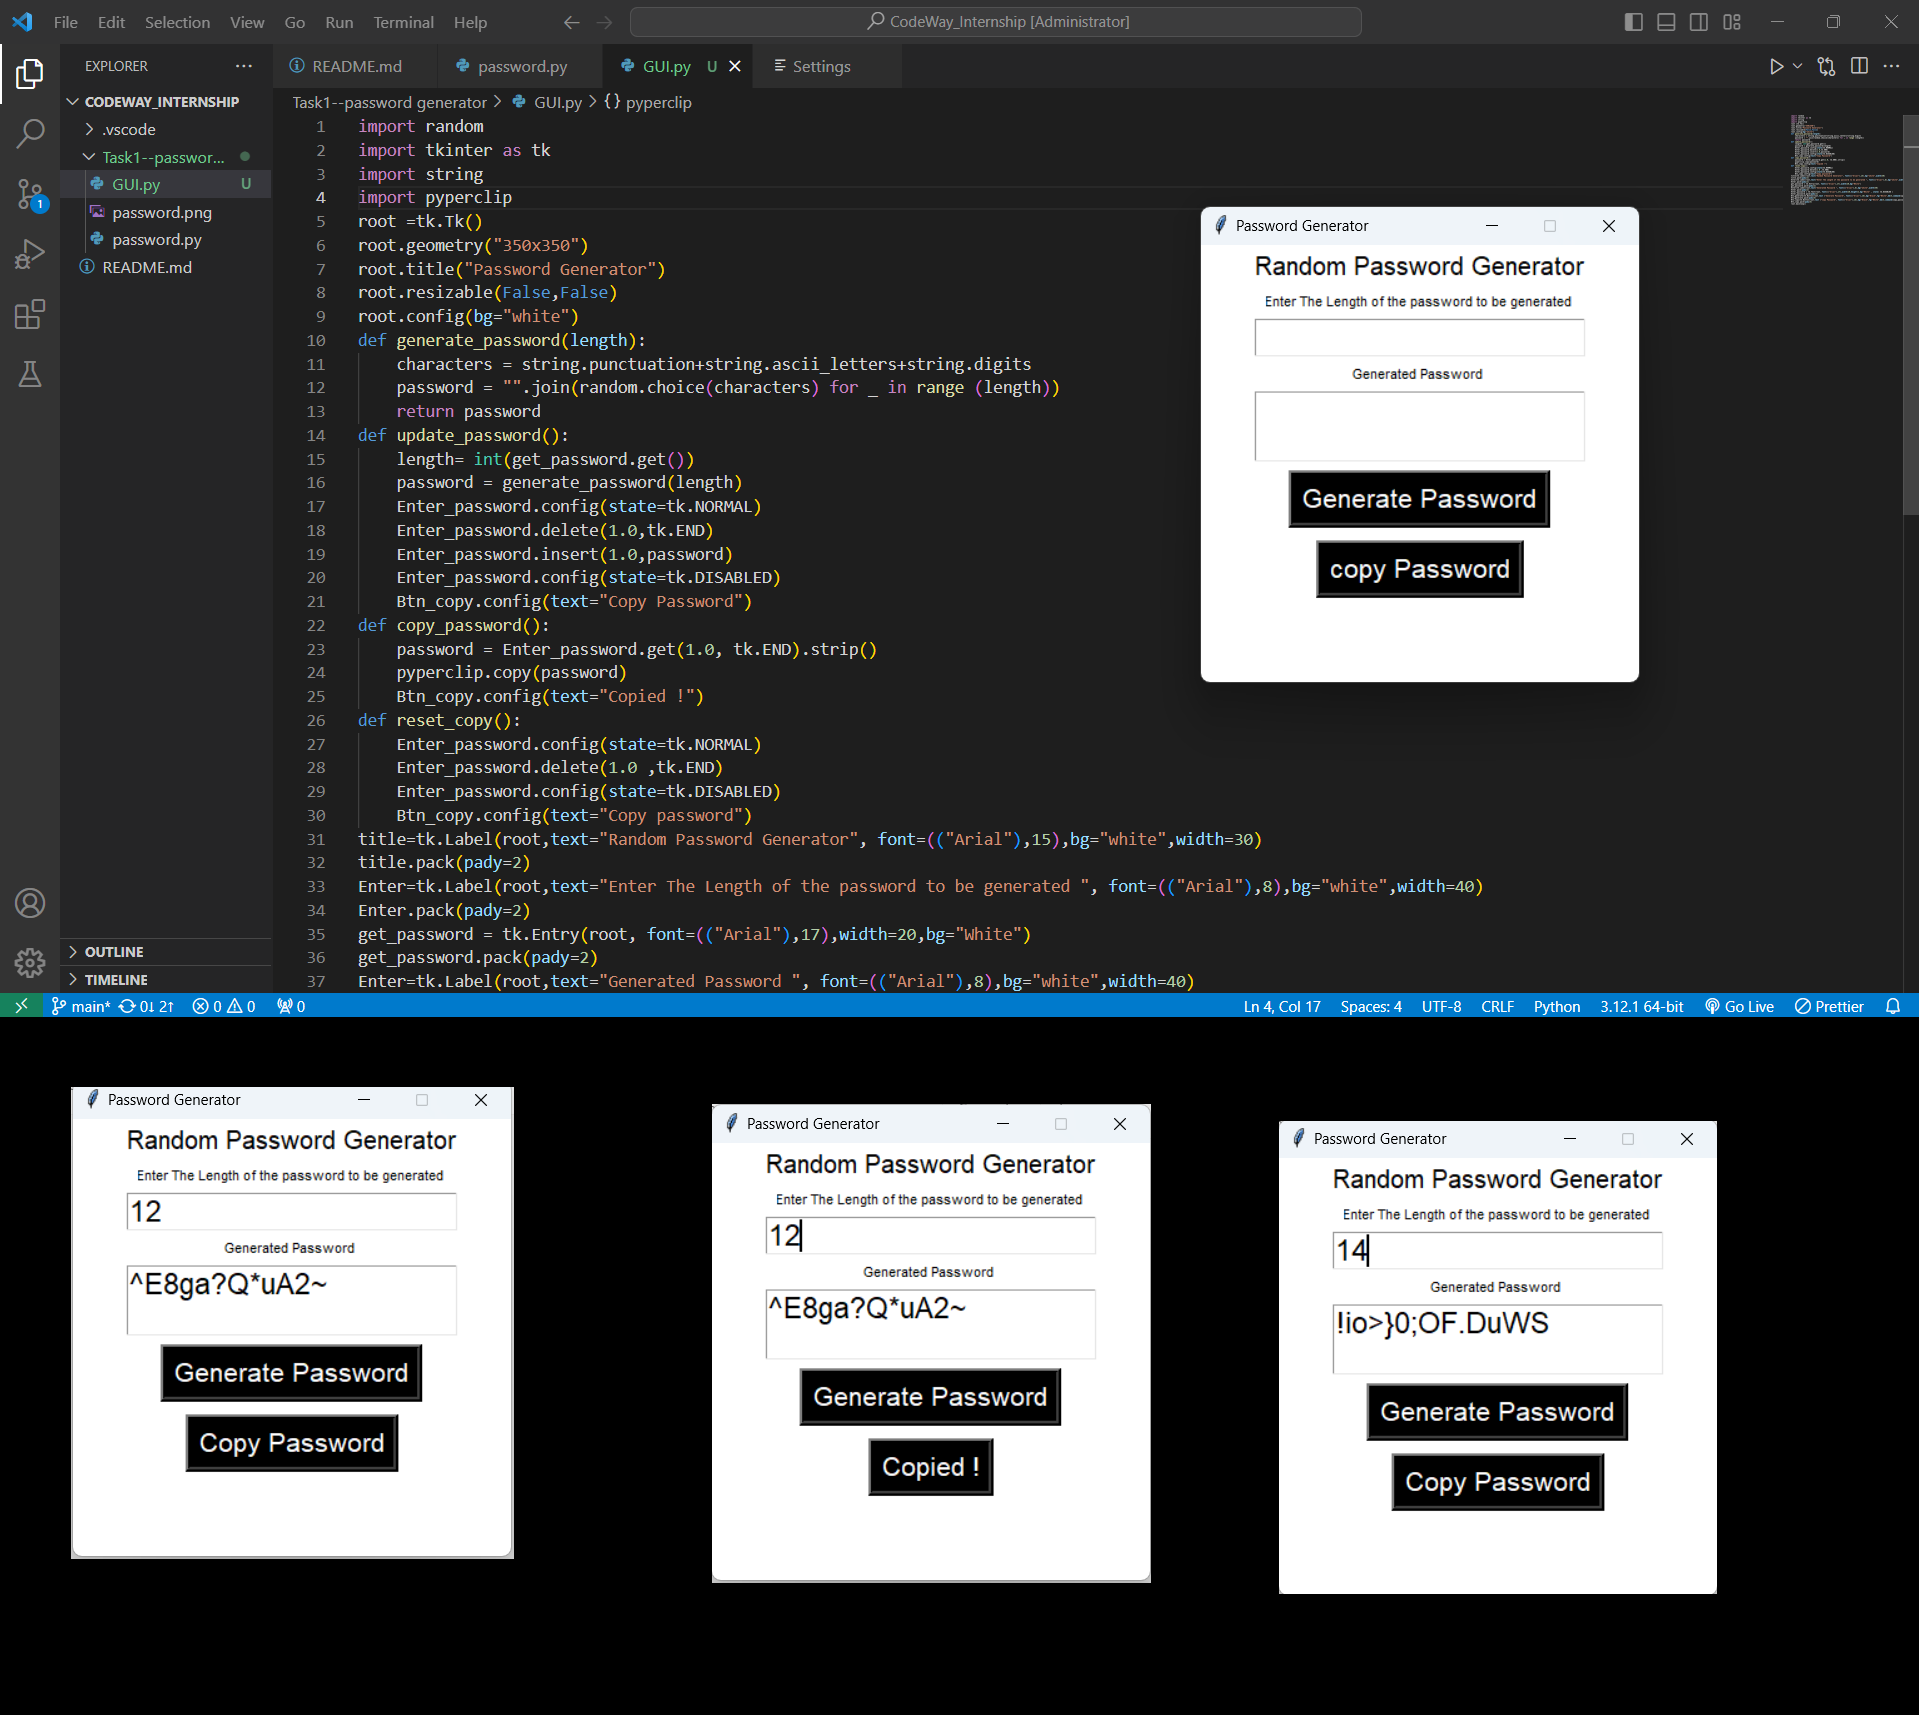 File Edit Selection View Go Run Terminal Help
CodeWay_Internship [Administrator]
EXPLORER
README.md
password.py
GUI.py U
Settings
CODEWAY_INTERNSHIP
.vscode
Task1--passwor...
GUI.py U
password.png
password.py
README.md
1
OUTLINE
TIMELINE
Task1--password generator > GUI.py > {} pyperclip
1 import random
2 import tkinter as tk
3 import string
4 import pyperclip
5 root =tk.Tk()
6 root.geometry("350x350")
7 root.title("Password Generator")
8 root.resizable(False,False)
9 root.config(bg="white")
10 def generate_password(length):
11 characters = string.punctuation+string.ascii_letters+string.digits
12 password = "".join(random.choice(characters) for _ in range (length))
13 return password
14 def update_password():
15 length= int(get_password.get())
16 password = generate_password(length)
17 Enter_password.config(state=tk.NORMAL)
18 Enter_password.delete(1.0,tk.END)
19 Enter_password.insert(1.0,password)
20 Enter_password.config(state=tk.DISABLED)
21 Btn_copy.config(text="Copy Password")
22 def copy_password():
23 password = Enter_password.get(1.0, tk.END).strip()
24 pyperclip.copy(password)
25 Btn_copy.config(text="Copied !")
26 def reset_copy():
27 Enter_password.config(state=tk.NORMAL)
28 Enter_password.delete(1.0 ,tk.END)
29 Enter_password.config(state=tk.DISABLED)
30 Btn_copy.config(text="Copy password")
31 title=tk.Label(root,text="Random Password Generator", font=(("Arial"),15),bg="white",width=30)
32 title.pack(pady=2)
33 Enter=tk.Label(root,text="Enter The Length of the password to be generated ", font=(("Arial"),8),bg="white",width=40)
34 Enter.pack(pady=2)
35 get_password = tk.Entry(root, font=(("Arial"),17),width=20,bg="White")
36 get_password.pack(pady=2)
37 Enter=tk.Label(root,text="Generated Password ", font=(("Arial"),8),bg="white",width=40)
Password Generator
Random Password Generator
Enter The Length of the password to be generated
Generated Password
Generate Password
copy Password
main* 0↓ 2↑ 0 0 0
Ln 4, Col 17 Spaces: 4 UTF-8 CRLF Python 3.12.1 64-bit Go Live Prettier
Password Generator
Random Password Generator
Enter The Length of the password to be generated
12
Generated Password
^E8ga?Q*uA2~
Generate Password
Copy Password
Password Generator
Random Password Generator
Enter The Length of the password to be generated
12
Generated Password
^E8ga?Q*uA2~
Generate Password
Copied !
Password Generator
Random Password Generator
Enter The Length of the password to be generated
14
Generated Password
!io>}0;OF.DuWS
Generate Password
Copy Password